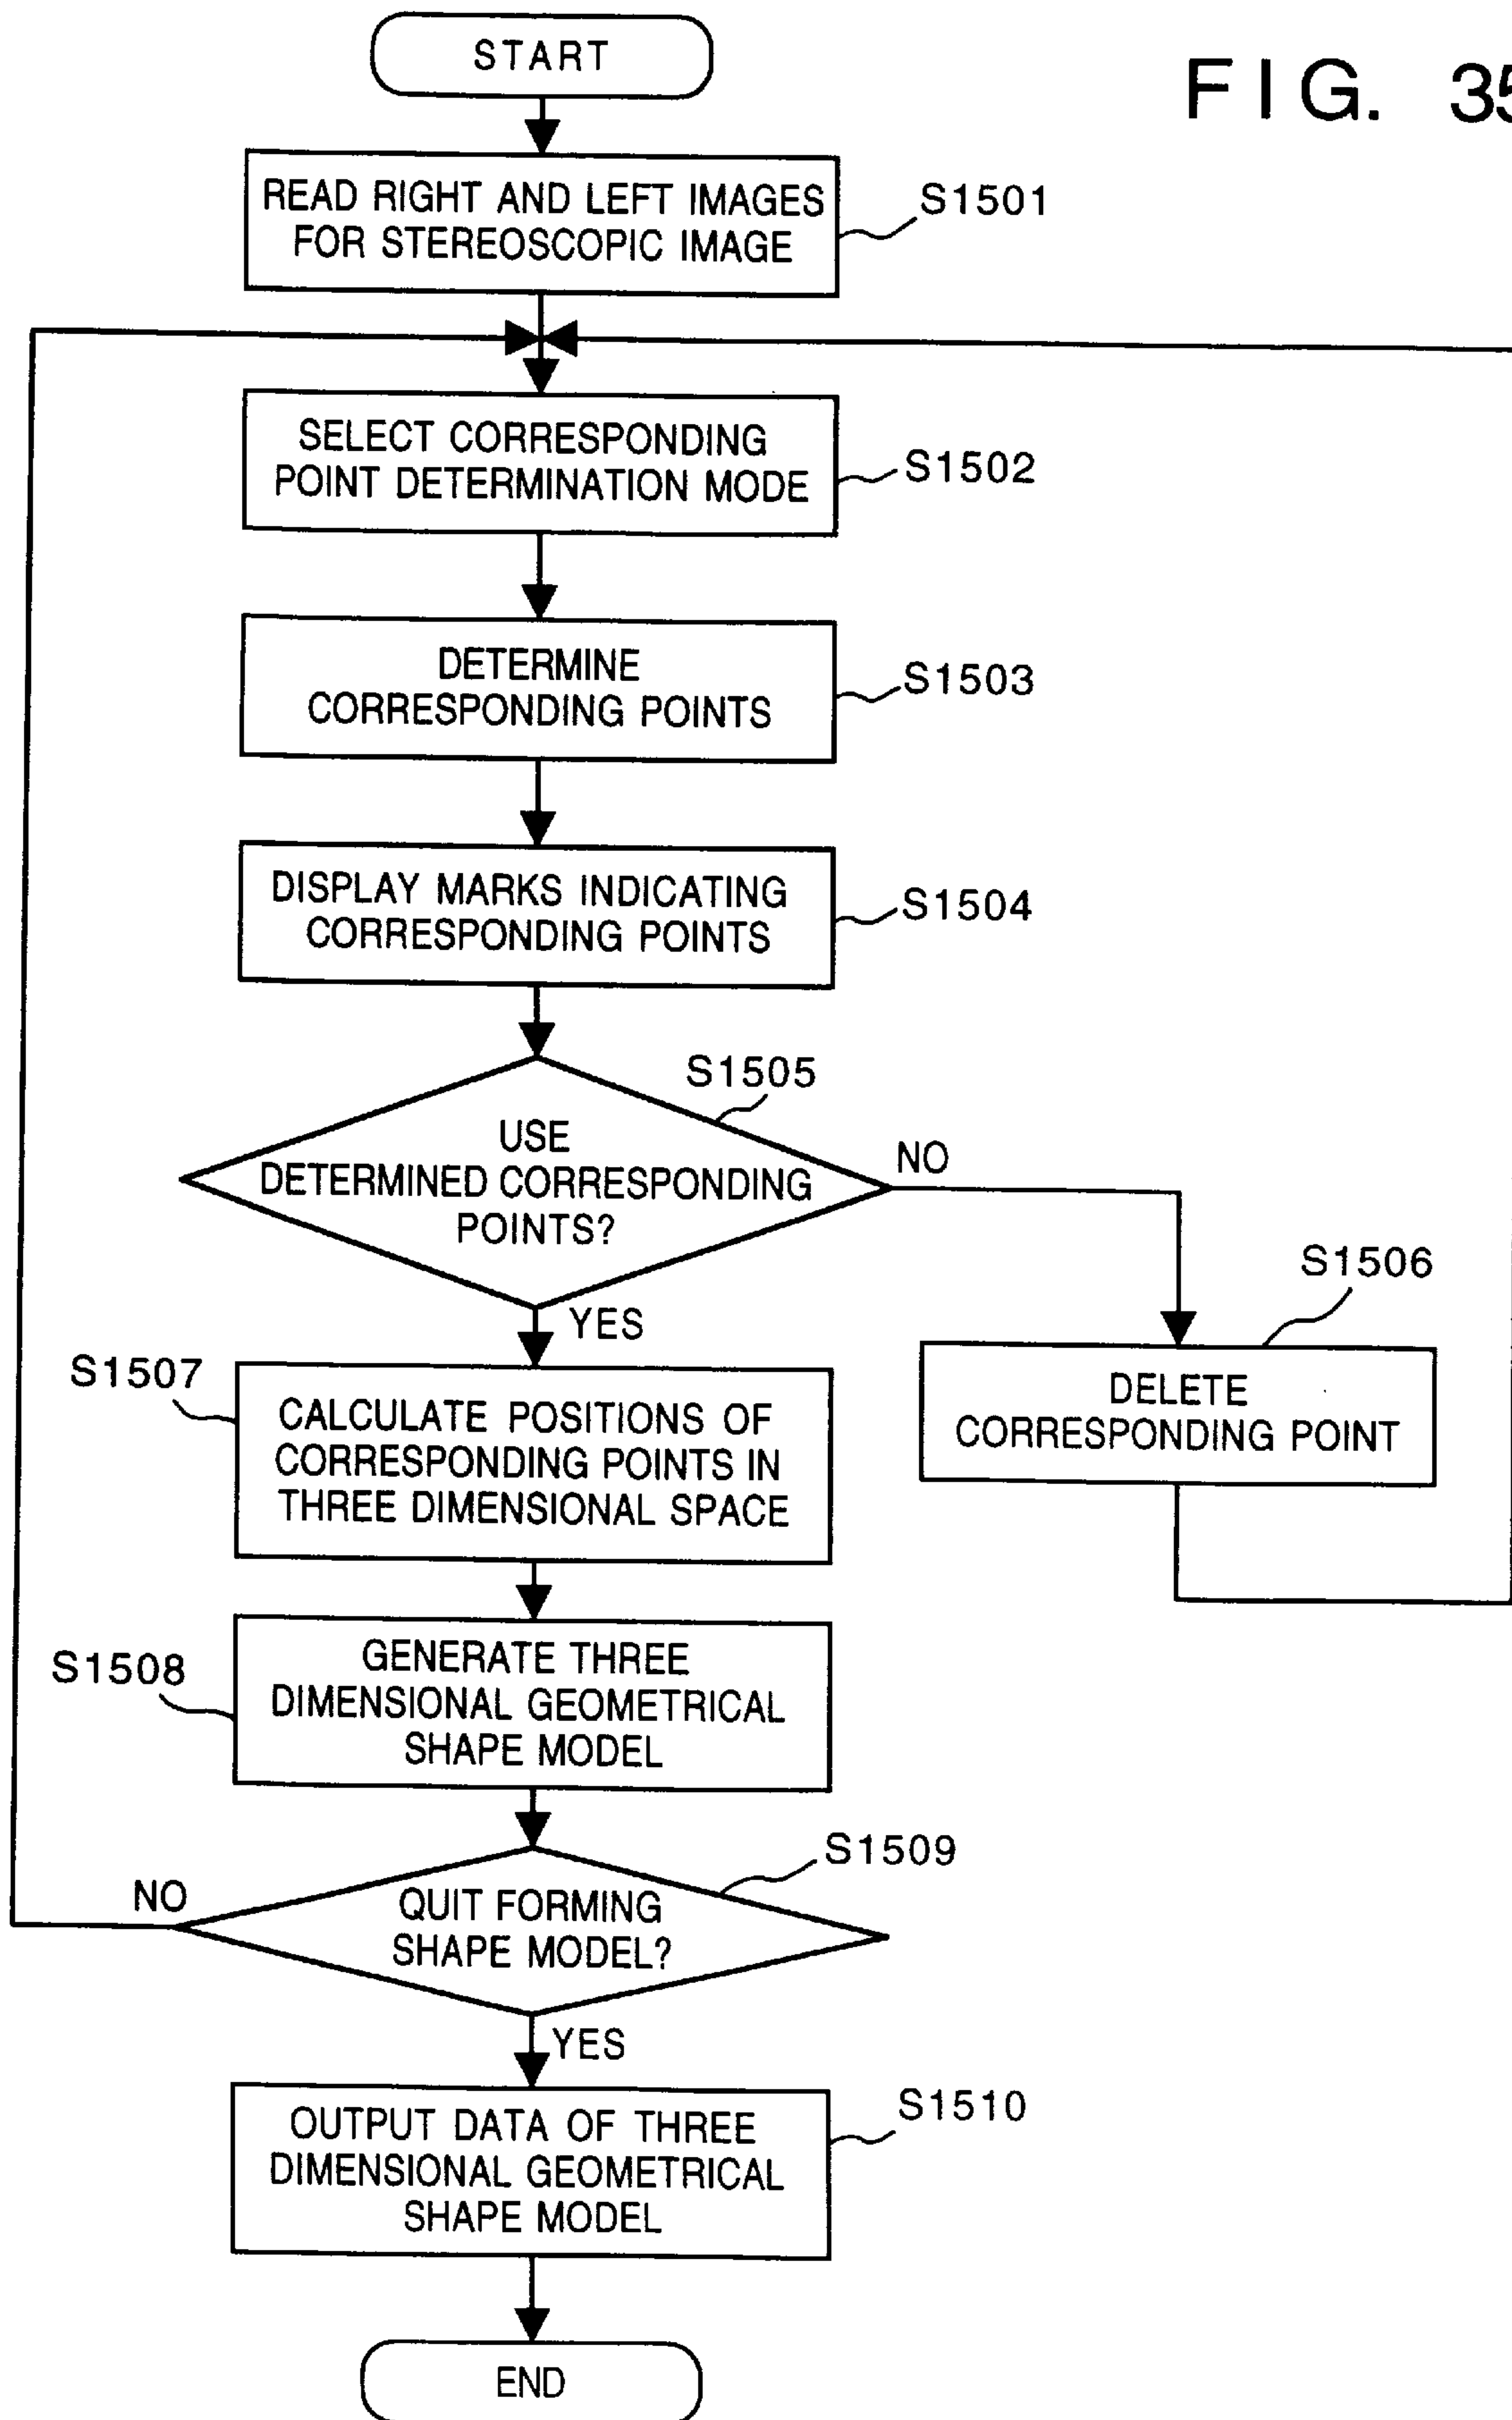 START
FIG. 35
READ RIGHT AND LEFT IMAGES
FOR STEREOSCOPIC IMAGE
S1501
SELECT CORRESPONDING
POINT DETERMINATION MODE
S1502
DETERMINE
CORRESPONDING POINTS
S1503
DISPLAY MARKS INDICATING
CORRESPONDING POINTS
S1504
S1505
USE
DETERMINED CORRESPONDING
POINTS?
NO
YES
S1506
DELETE
CORRESPONDING POINT
S1507
CALCULATE POSITIONS OF
CORRESPONDING POINTS IN
THREE DIMENSIONAL SPACE
S1508
GENERATE THREE
DIMENSIONAL GEOMETRICAL
SHAPE MODEL
S1509
NO
QUIT FORMING
SHAPE MODEL?
YES
S1510
OUTPUT DATA OF THREE
DIMENSIONAL GEOMETRICAL
SHAPE MODEL
END